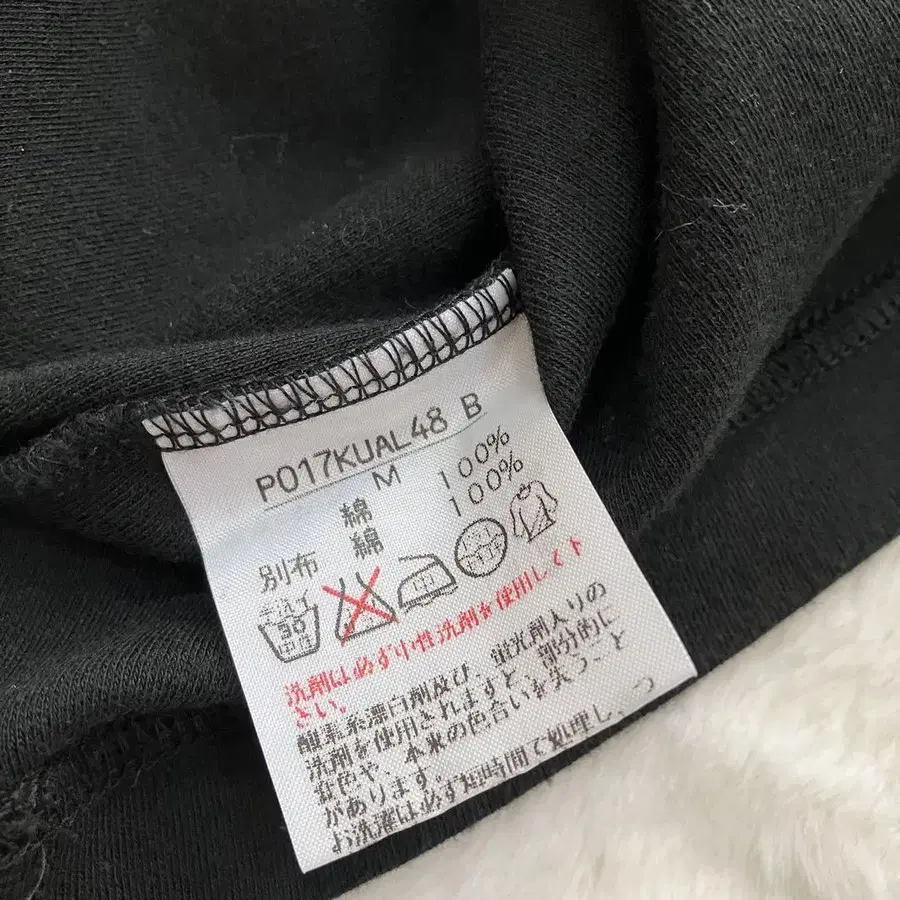 P017KUAL48 B
M
綿 100%
別布 綿 100%
30
洗剤は必ず中性洗剤を使用して下
さい。
酸素系漂白剤及び、蛍光剤入りの
洗剤を使用されますと、部分的に
変色や、本来の色合いを失うこと
があります。
お洗濯は必ず短時間で処理し、つ